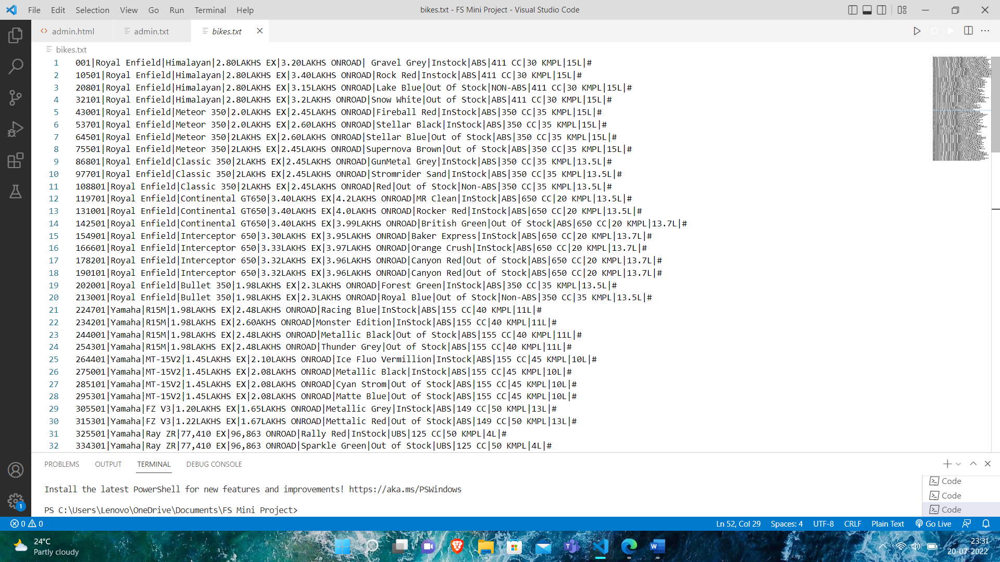 File Edit Selection View Go Run Terminal Help bikes.txt - FS Mini Project - Visual Studio Code
admin.html admin.txt bikes.txt
bikes.txt
1 001|Royal Enfield|Himalayan|2.80LAKHS EX|3.20LAKHS ONROAD| Gravel Grey|Instock|ABS|411 CC|30 KMPL|15L|#
2 10501|Royal Enfield|Himalayan|2.80LAKHS EX|3.40LAKHS ONROAD|Rock Red|Instock|ABS|411 CC|30 KMPL|15L|#
3 20801|Royal Enfield|Himalayan|2.80LAKHS EX|3.15LAKHS ONROAD|Lake Blue|Out Of Stock|NON-ABS|411 CC|30 KMPL|15L|#
4 32101|Royal Enfield|Himalayan|2.80LAKHS EX|3.2LAKHS ONROAD|Snow White|Out of Stock|ABS|411 CC|30 KMPL|15L|#
5 43001|Royal Enfield|Meteor 350|2.0LAKHS EX|2.45LAKHS ONROAD|Fireball Red|InStock|ABS|350 CC|35 KMPL|15L|#
6 53701|Royal Enfield|Meteor 350|2.0LAKHS EX|2.60LAKHS ONROAD|Stellar Black|InStock|ABS|350 CC|35 KMPL|15L|#
7 64501|Royal Enfield|Meteor 350|2LAKHS EX|2.60LAKHS ONROAD|Stellar Blue|Out of Stock|ABS|350 CC|35 KMPL|15L|#
8 75501|Royal Enfield|Meteor 350|2LAKHS EX|2.45LAKHS ONROAD|Supernova Brown|Out of Stock|ABS|350 CC|35 KMPL|15L|#
9 86801|Royal Enfield|Classic 350|2LAKHS EX|2.45LAKHS ONROAD|GunMetal Grey|InStock|ABS|350 CC|35 KMPL|13.5L|#
10 97701|Royal Enfield|Classic 350|2LAKHS EX|2.45LAKHS ONROAD|Stromrider Sand|InStock|ABS|350 CC|35 KMPL|13.5L|#
11 108801|Royal Enfield|Classic 350|2LAKHS EX|2.45LAKHS ONROAD|Red|Out of Stock|Non-ABS|350 CC|35 KMPL|13.5L|#
12 119701|Royal Enfield|Continental GT650|3.40LAKHS EX|4.2LAKHS ONROAD|MR Clean|InStock|ABS|650 CC|20 KMPL|13.5L|#
13 131001|Royal Enfield|Continental GT650|3.40LAKHS EX|4.0LAKHS ONROAD|Rocker Red|InStock|ABS|650 CC|20 KMPL|13.5L|#
14 142501|Royal Enfield|Continental GT650|3.40LAKHS EX|3.99LAKHS ONROAD|British Green|Out Of Stock|ABS|650 CC|20 KMPL|13.7L|#
15 154901|Royal Enfield|Interceptor 650|3.30LAKHS EX|3.95LAKHS ONROAD|Baker Express|InStock|ABS|650 CC|20 KMPL|13.7L|#
16 166601|Royal Enfield|Interceptor 650|3.33LAKHS EX|3.97LAKHS ONROAD|Orange Crush|InStock|ABS|650 CC|20 KMPL|13.7L|#
17 178201|Royal Enfield|Interceptor 650|3.32LAKHS EX|3.96LAKHS ONROAD|Canyon Red|Out of Stock|ABS|650 CC|20 KMPL|13.7L|#
18 190101|Royal Enfield|Interceptor 650|3.32LAKHS EX|3.96LAKHS ONROAD|Canyon Red|Out of Stock|ABS|650 CC|20 KMPL|13.7L|#
19 202001|Royal Enfield|Bullet 350|1.98LAKHS EX|2.3LAKHS ONROAD|Forest Green|InStock|ABS|350 CC|35 KMPL|13.5L|#
20 213001|Royal Enfield|Bullet 350|1.98LAKHS EX|2.3LAKHS ONROAD|Royal Blue|Out of Stock|Non-ABS|350 CC|35 KMPL|13.5L|#
21 224701|Yamaha|R15M|1.98LAKHS EX|2.48LAKHS ONROAD|Racing Blue|InStock|ABS|155 CC|40 KMPL|11L|#
22 234201|Yamaha|R15M|1.98LAKHS EX|2.60AKHS ONROAD|Monster Edition|InStock|ABS|155 CC|40 KMPL|11L|#
23 244001|Yamaha|R15M|1.98LAKHS EX|2.48LAKHS ONROAD|Metallic Black|Out of Stock|ABS|155 CC|40 KMPL|11L|#
24 254301|Yamaha|R15M|1.98LAKHS EX|2.48LAKHS ONROAD|Thunder Grey|Out of Stock|ABS|155 CC|40 KMPL|11L|#
25 264401|Yamaha|MT-15V2|1.45LAKHS EX|2.10LAKHS ONROAD|Ice Fluo Vermillion|InStock|ABS|155 CC|45 KMPL|10L|#
26 275001|Yamaha|MT-15V2|1.45LAKHS EX|2.08LAKHS ONROAD|Metallic Black|InStock|ABS|155 CC|45 KMPL|10L|#
27 285101|Yamaha|MT-15V2|1.45LAKHS EX|2.08LAKHS ONROAD|Cyan Strom|Out of Stock|ABS|155 CC|45 KMPL|10L|#
28 295301|Yamaha|MT-15V2|1.45LAKHS EX|2.08LAKHS ONROAD|Matte Blue|Out of Stock|ABS|155 CC|45 KMPL|10L|#
29 305501|Yamaha|FZ V3|1.20LAKHS EX|1.65LAKHS ONROAD|Metallic Grey|InStock|ABS|149 CC|50 KMPL|13L|#
30 315301|Yamaha|FZ V3|1.22LAKHS EX|1.67LAKHS ONROAD|Mettalic Red|Out of Stock|ABS|149 CC|50 KMPL|13L|#
31 325501|Yamaha|Ray ZR|77,410 EX|96,863 ONROAD|Rally Red|InStock|UBS|125 CC|50 KMPL|4L|#
32 334301|Yamaha|Ray ZR|77,410 EX|96,863 ONROAD|Sparkle Green|Out of Stock|UBS|125 CC|50 KMPL|4L|#
PROBLEMS OUTPUT TERMINAL DEBUG CONSOLE
Install the latest PowerShell for new features and improvements! https://aka.ms/PSWindows
PS C:\Users\Lenovo\OneDrive\Documents\FS Mini Project>
Code
Code
Code
1
0 0 Ln 52, Col 29 Spaces: 4 UTF-8 CRLF Plain Text Go Live
24°C
Partly cloudy
23:31
20-07-2022